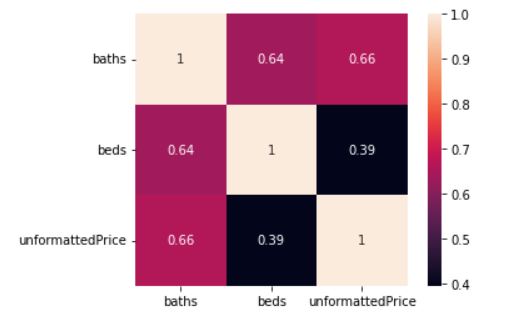 1.0
baths 1 0.64 0.66
0.9
0.8
beds 0.64 1 0.39
0.7
0.6
unformattedPrice 0.66 0.39 1
0.5
0.4
baths beds unformattedPrice